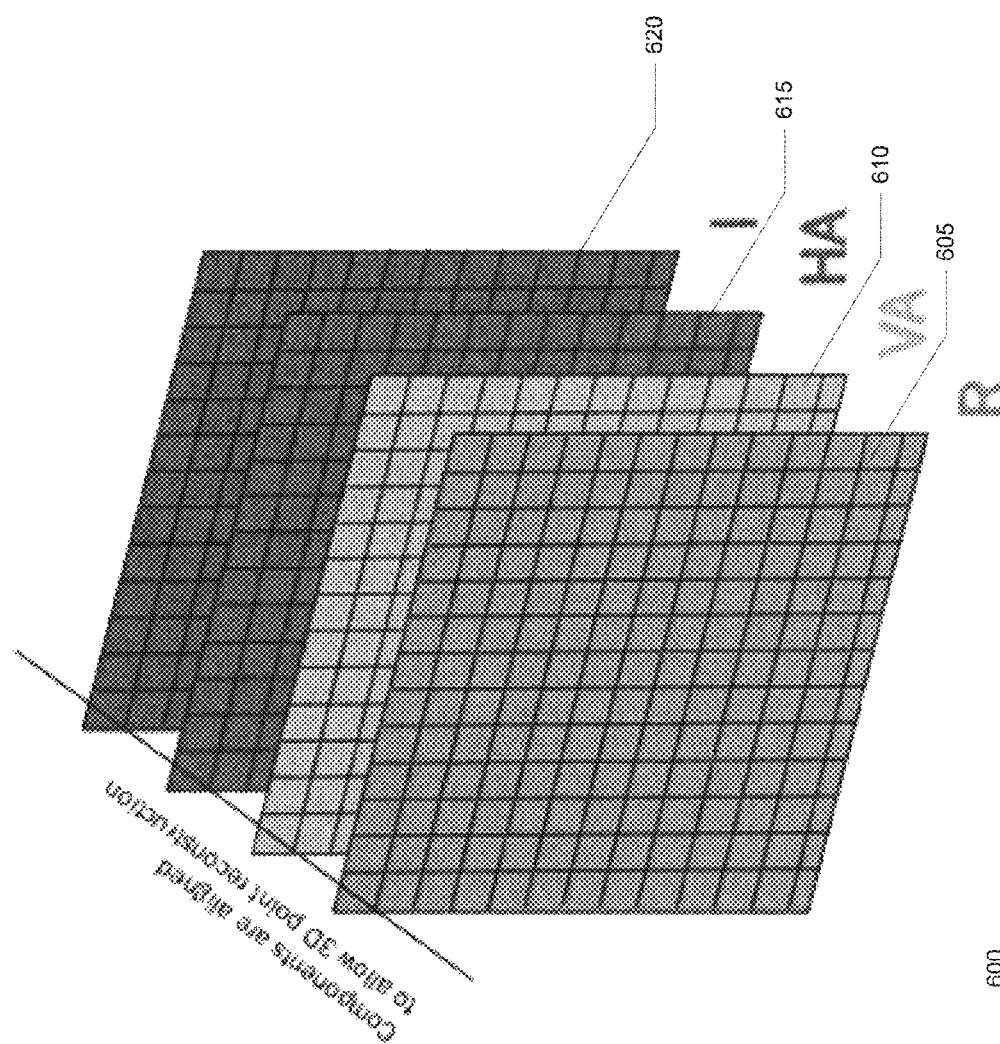 Components are aligned
to allow 3D point reconstruction
620
615
610
605
I
HA
VA
R
600